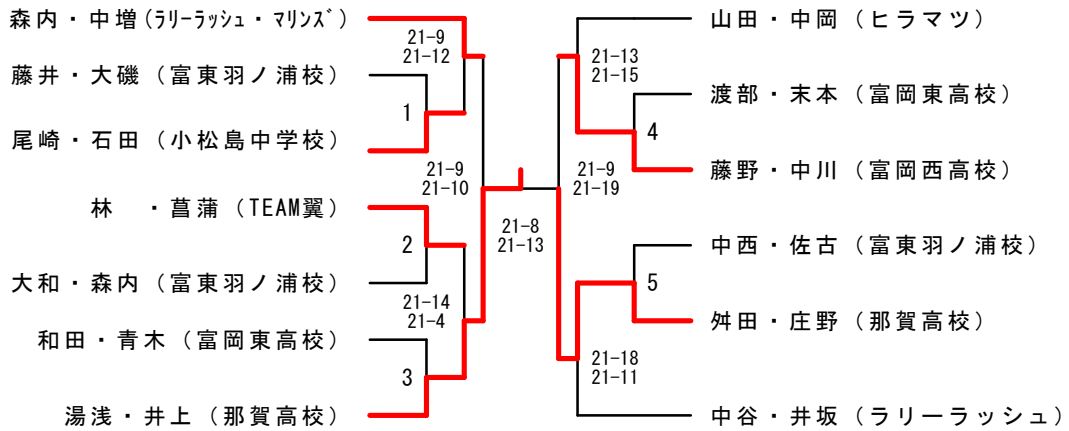 森内・中増(ラリーラッシュ・マリンズ)
藤井・大磯（富東羽ノ浦校）
尾崎・石田（小松島中学校）
林　・菖蒲（TEAM翼）
大和・森内（富東羽ノ浦校）
和田・青木（富岡東高校）
湯浅・井上（那賀高校）
21-9
21-12
1
21-9
21-10
2
21-14
21-4
3
21-8
21-13
21-13
21-15
4
21-9
21-19
5
21-18
21-11
山田・中岡（ヒラマツ）
渡部・末本（富岡東高校）
藤野・中川（富岡西高校）
中西・佐古（富東羽ノ浦校）
舛田・庄野（那賀高校）
中谷・井坂（ラリーラッシュ）